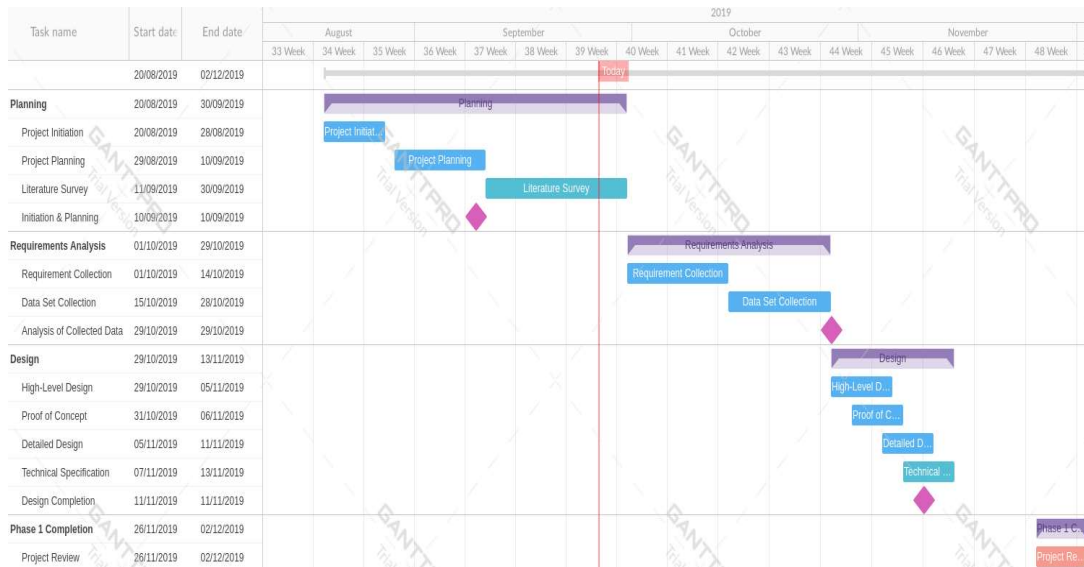 2019
Task name Start date End date August September October November
33 Week 34 Week 35 Week 36 Week 37 Week 38 Week 39 Week 40 Week 41 Week 42 Week 43 Week 44 Week 45 Week 46 Week 47 Week 48 Week
20/08/2019 02/12/2019 Today
Planning 20/08/2019 30/09/2019 Planning
Project Initiation 20/08/2019 28/08/2019 Project Initiat...
Project Planning 29/08/2019 10/09/2019 Project Planning
Literature Survey 11/09/2019 30/09/2019 Literature Survey
Initiation & Planning 10/09/2019 10/09/2019
Requirements Analysis 01/10/2019 29/10/2019 Requirements Analysis
Requirement Collection 01/10/2019 14/10/2019 Requirement Collection
Data Set Collection 15/10/2019 28/10/2019 Data Set Collection
Analysis of Collected Data 29/10/2019 29/10/2019
Design 29/10/2019 13/11/2019 Design
High-Level Design 29/10/2019 05/11/2019 High-Level D...
Proof of Concept 31/10/2019 06/11/2019 Proof of C...
Detailed Design 05/11/2019 11/11/2019 Detailed D...
Technical Specification 07/11/2019 13/11/2019 Technical ...
Design Completion 11/11/2019 11/11/2019
Phase 1 Completion 26/11/2019 02/12/2019 Phase 1 C...
Project Review 26/11/2019 02/12/2019 Project Re...
GANTTPRO
Trial Version
GANTTPRO
Trial Version
GANTTPRO
Trial Version